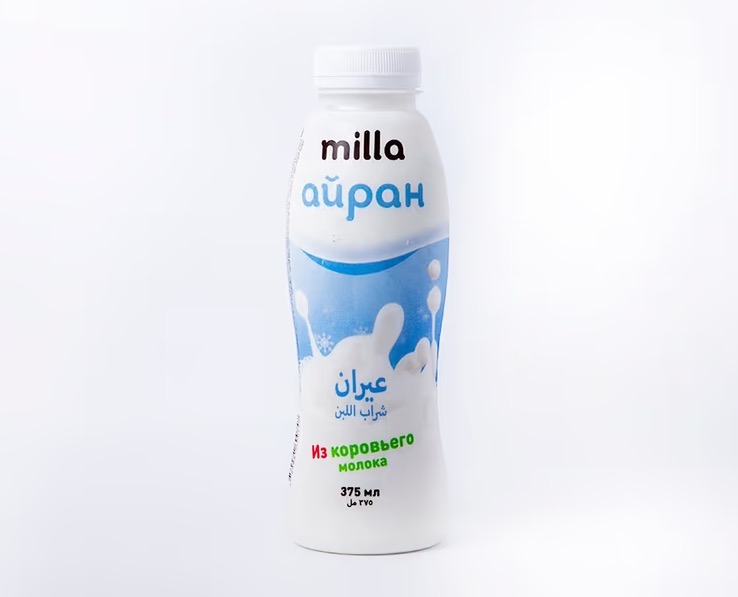 milla
айран
عيران
شراب اللبن
Из коровьего
молока
375 мл
٣٧٥ مل